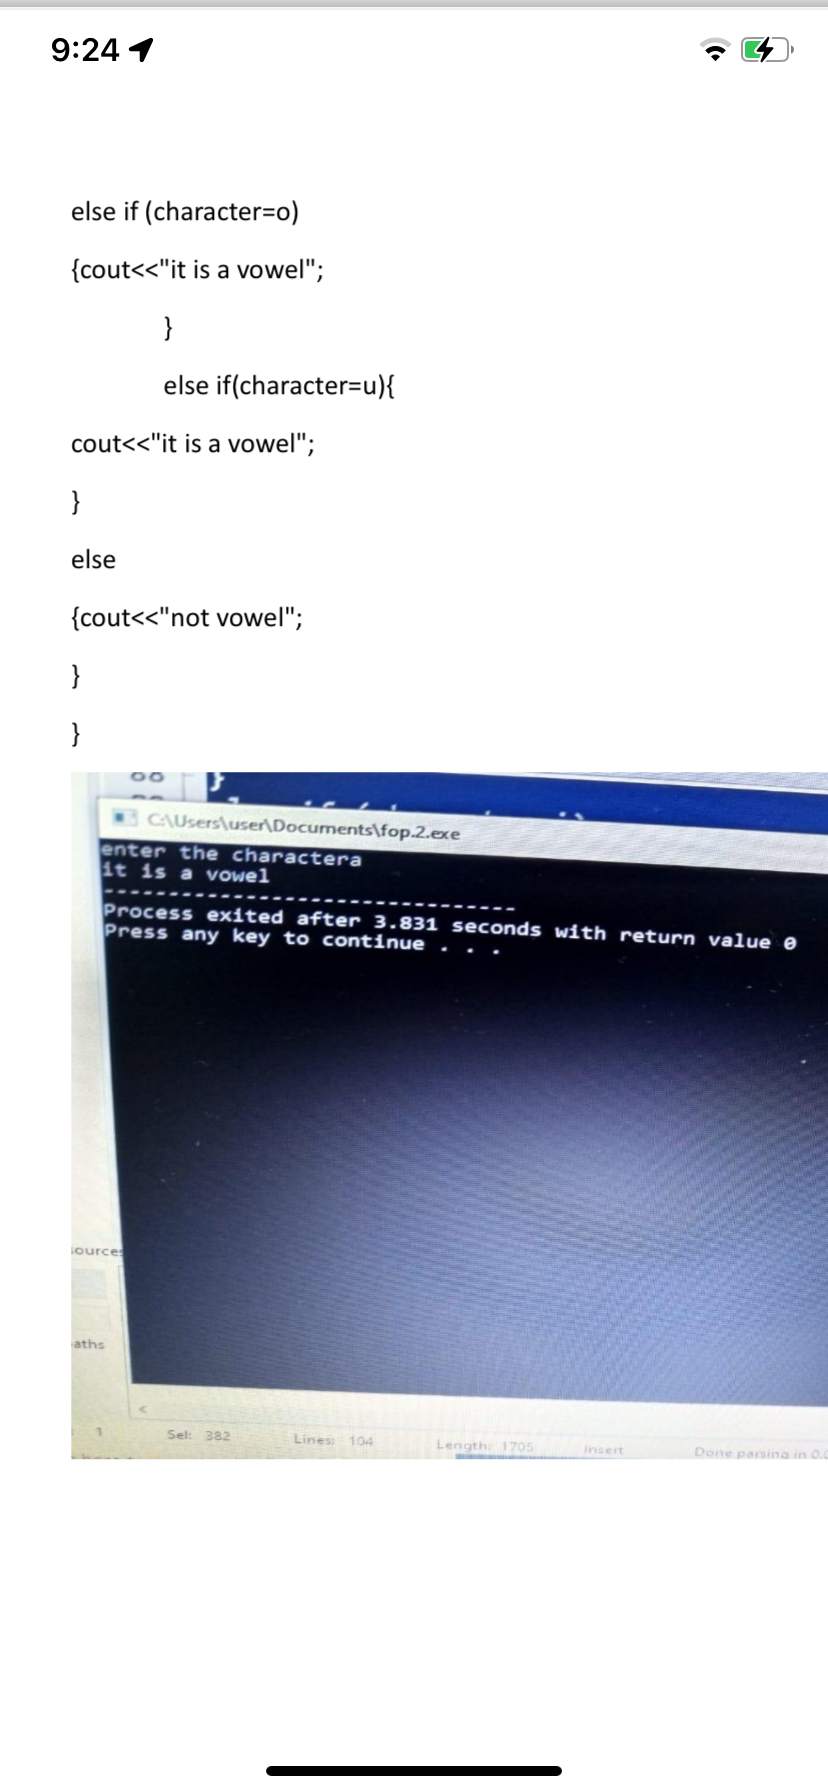 9:24
else if (character=o)
{cout<<"it is a vowel";
}
else if(character=u){
cout<<"it is a vowel";
}
else
{cout<<"not vowel";
}
}
}
C:\Users\user\Documents\fop.2.exe
enter the charactera
it is a vowel
--------------------------------
Process exited after 3.831 seconds with return value 0
Press any key to continue . . .
ources
aths
<
1 Sel: 382 Lines: 104 Length: 1705 Insert Done parsing in 0.0